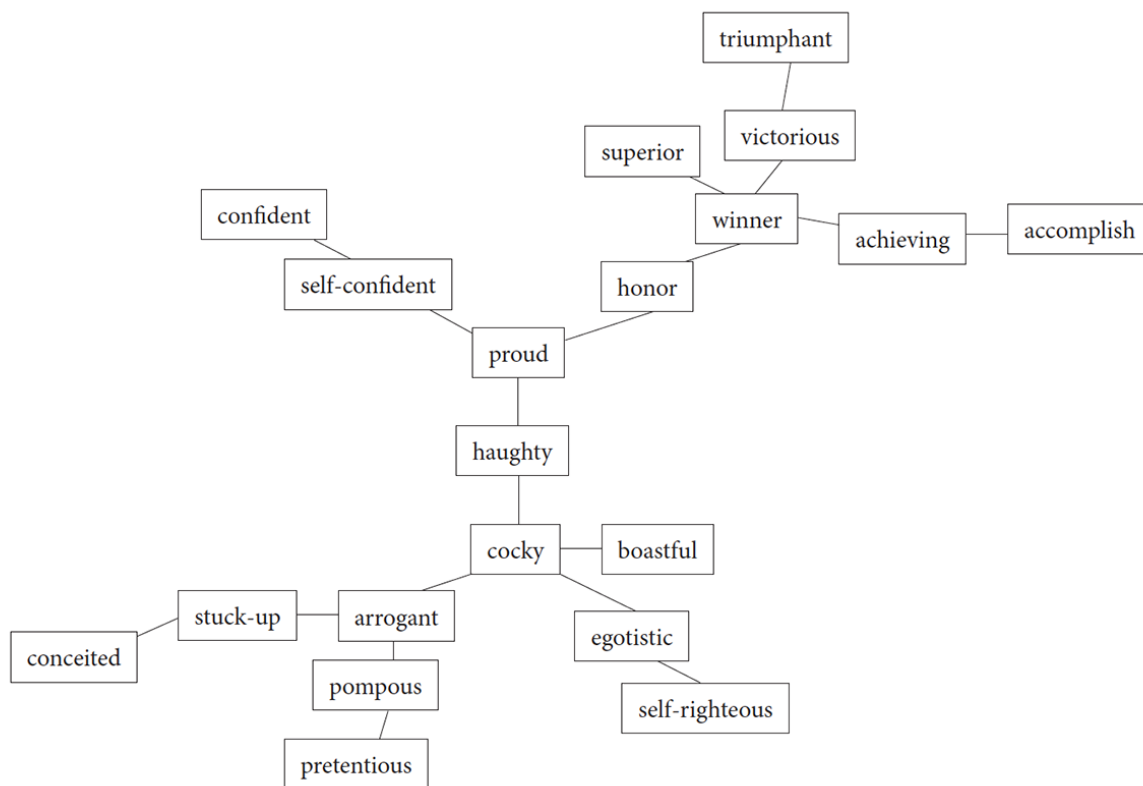 triumphant
victorious
superior
confident
winner
accomplish
achieving
self-confident
honor
proud
haughty
cocky
boastful
stuck-up
arrogant
egotistic
conceited
pompous
self-righteous
pretentious